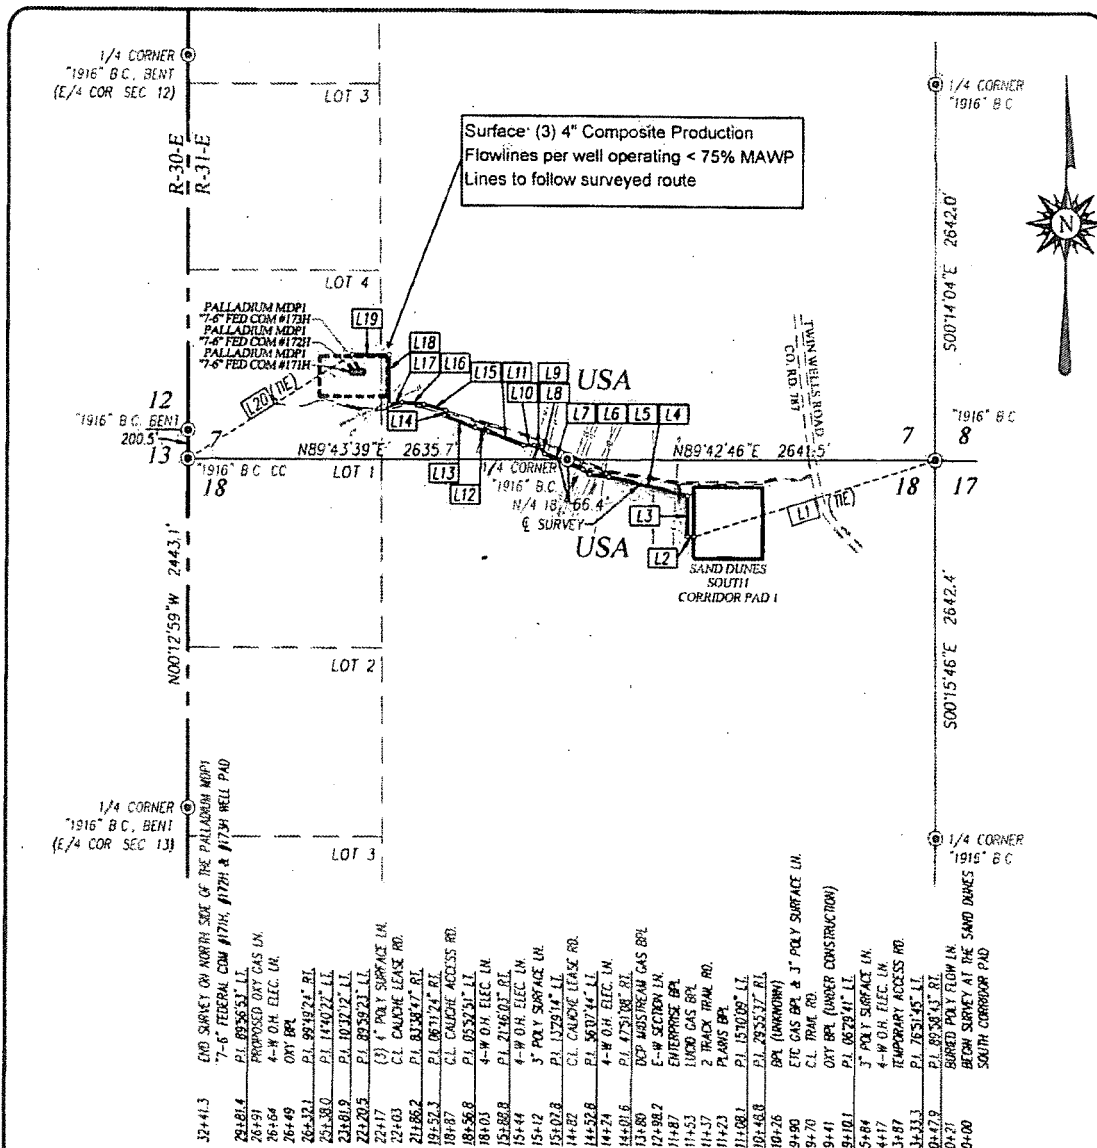 1/4 CORNER
"1916" B.C., BENT
(E/4 COR SEC 12)
LOT 3
1/4 CORNER
"1916" B.C
R-30-E
R-31-E
Surface: (3) 4" Composite Production
Flowlines per well operating < 75% MAWP
Lines to follow surveyed route
S00°14'04"E 2642.0'
N
LOT 4
PALLADIUM MDP1
"7-6" FED COM #173H
PALLADIUM MDP1
"7-6" FED COM #172H
PALLADIUM MDP1
"7-6" FED COM #171H
L19
L18
L17
L16
L15
L11
L9
L10
L8
USA
L7
L6
L5
L4
L14
L20 (TIE)
TWIN WELLS ROAD
CO. RD. 787
12
"1916" B.C, BENT
200.5'
7
13
18
"1916" B.C CC
N89°43'39"E 2635.7'
LOT 1
L13
L12
1/4 CORNER
"1916" B.C.
N/4 18
66.4'
℄ SURVEY
N89°42'46"E 2641.5'
7
8
"1916" B.C
18
17
L3
L1
(TIE)
L2
USA
SAND DUNES
SOUTH
CORRIDOR PAD 1
N00°12'59"W 2443.1'
LOT 2
S00°15'46"E 2642.4'
1/4 CORNER
"1916" B.C, BENT
(E/4 COR SEC 13)
LOT 3
1/4 CORNER
"1916" B C
32+41.3 END SURVEY ON NORTH SIDE OF THE PALLADIUM MDP1
"7-6" FEDERAL COM #171H, #172H & #173H WELL PAD
29+81.4 P.I. 89°56'53" LT.
26+91 PROPOSED OXY GAS LN.
26+64 4-W O.H. ELEC. LN.
26+49 OXY BPL
26+32.1 P.I. 99°49'24" RT.
25+38.0 P.I. 14°40'22" LT.
23+81.9 P.I. 10°12'12" LT.
22+20.5 P.I. 81°59'23" LT.
22+17 (3) 4" POLY SURFACE LN.
22+03 C.L. CALICHE LEASE RD.
21+86.2 P.I. 83°38'47" RT.
19+52.3 P.I. 06°11'24" RT.
18+87 C.L. CALICHE ACCESS RD.
18+56.8 P.I. 05°52'51" LT.
18+03 4-W O.H. ELEC. LN.
15+88.8 P.I. 21°46'03" RT.
15+44 4-W O.H. ELEC. LN.
15+12 3" POLY SURFACE LN.
15+07.8 P.I. 13°29'14" LT.
14+82 C.L. CALICHE LEASE RD.
14+52.8 P.I. 56°07'44" LT.
14+24 4-W O.H. ELEC. LN.
14+01.6 P.I. 47°51'08" RT.
13+80 DCP MIDSTREAM GAS BPL
12+98.2 E-W SECTION LN.
11+87 ENTERPRISE BPL
11+53 LUCID GAS BPL
11+37 2 TRACK TRAIL RD.
11+23 PLAINS BPL
11+08.1 P.I. 15°10'09" LT.
10+48.8 P.I. 29°55'37" RT.
10+26 BPL (UNKNOWN)
9+90 ETC GAS BPL & 3" POLY SURFACE LN.
9+70 C.L. TRAIL RD.
9+41 OXY BPL (UNDER CONSTRUCTION)
9+10.1 P.I. 06°29'41" LT.
5+84 3" POLY SURFACE LN.
4+17 4-W O.H. ELEC. LN.
3+87 TEMPORARY ACCESS RD.
3+33.3 P.I. 76°51'45" LT.
0+47.9 P.I. 89°58'43" RT.
0+21 BURIED POLY FLOW LN.
0+00 BEGIN SURVEY AT THE SAND DUNES
SOUTH CORRIDOR PAD